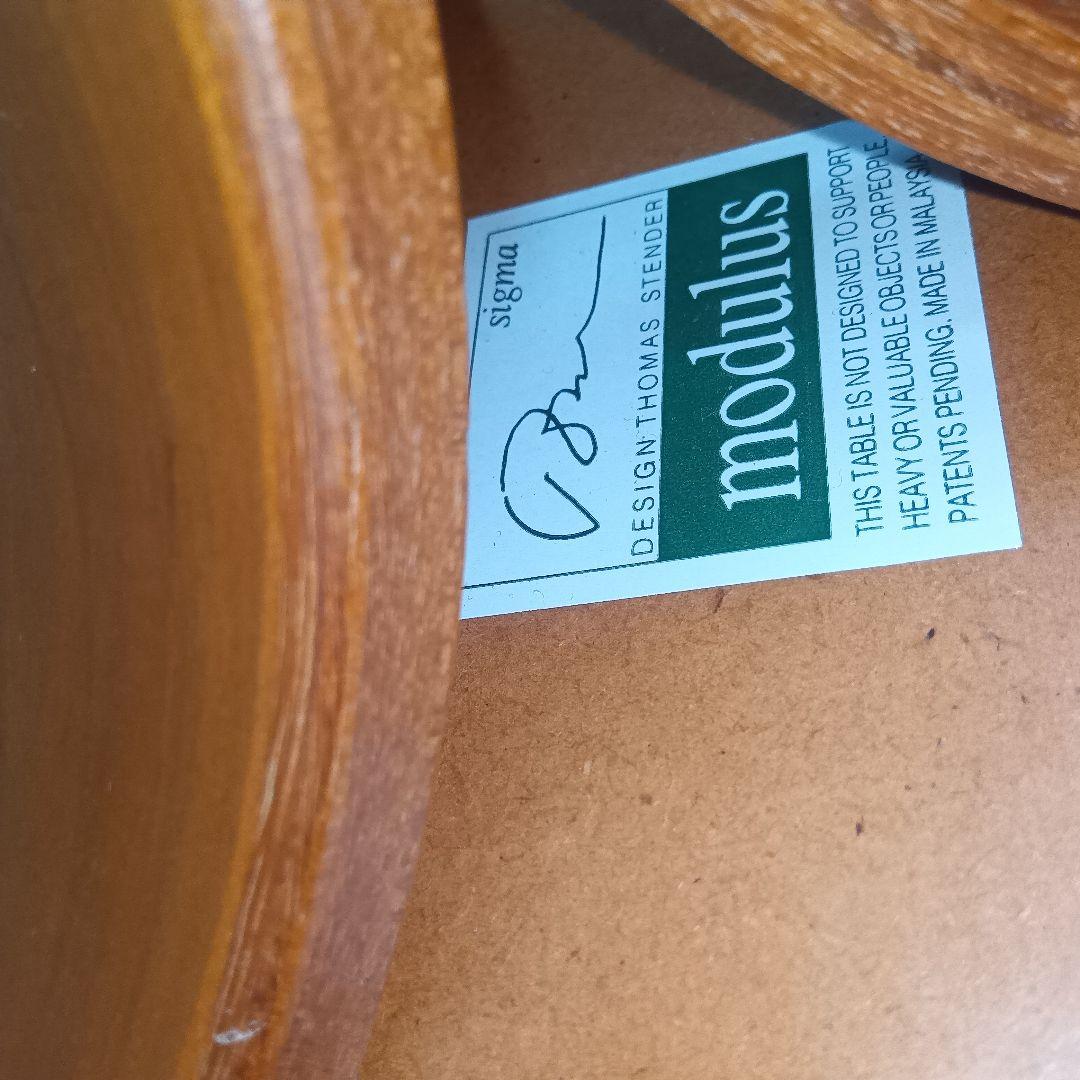 sigma
DESIGN THOMAS STENDER
modulus
THIS TABLE IS NOT DESIGNED TO SUPPORT
HEAVY OR VALUABLE OBJECTS OR PEOPLE.
PATENTS PENDING. MADE IN MALAYSIA